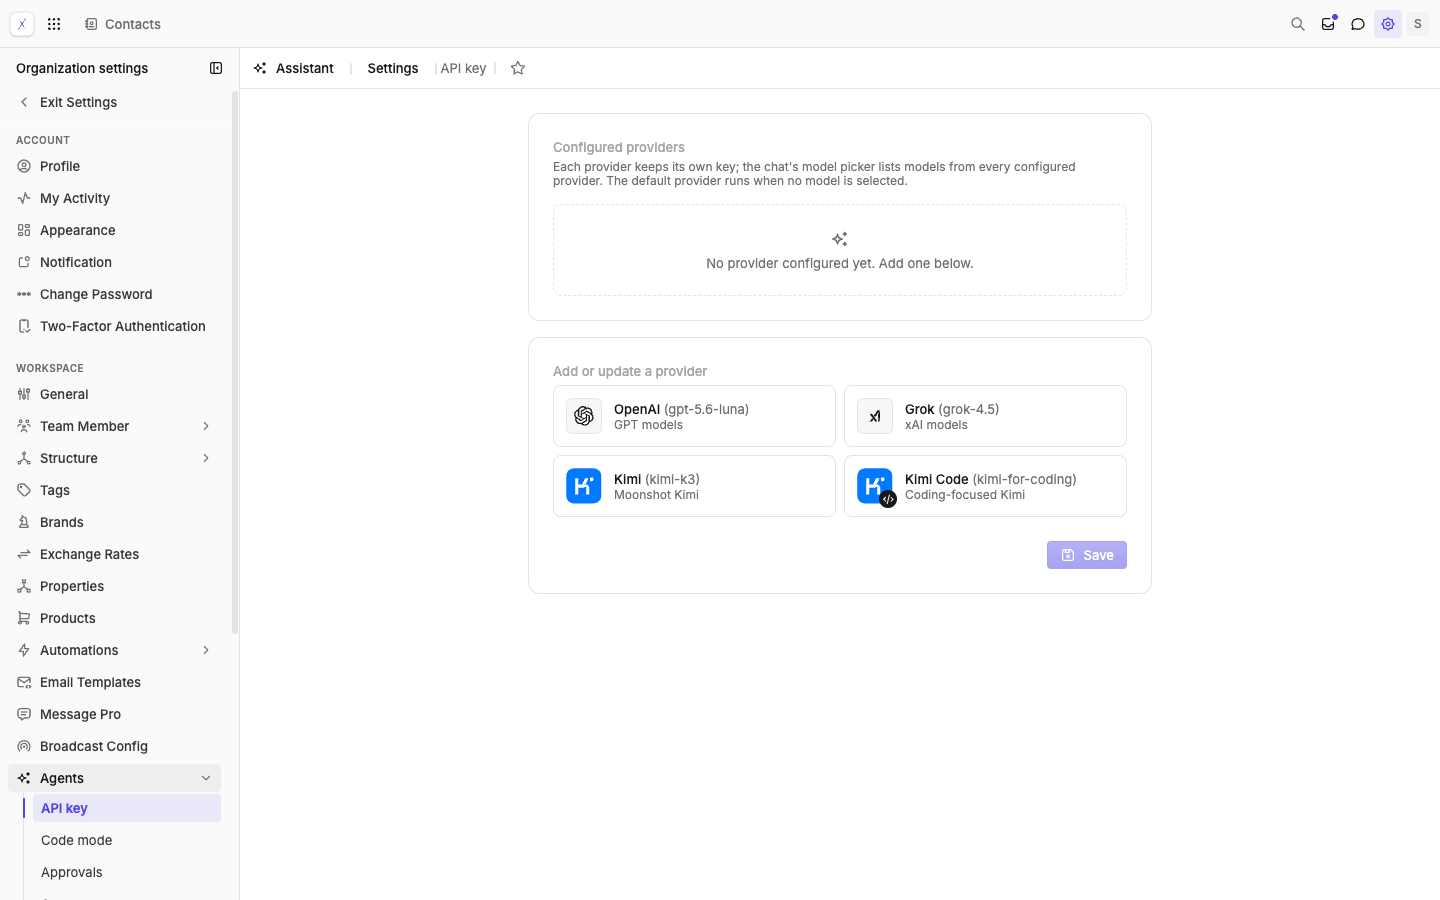 Contacts
S
Organization settings
Assistant
Settings
API key
Exit Settings
ACCOUNT
Profile
My Activity
Appearance
Notification
Change Password
Two-Factor Authentication
WORKSPACE
General
Team Member
Structure
Tags
Brands
Exchange Rates
Properties
Products
Automations
Email Templates
Message Pro
Broadcast Config
Agents
API key
Code mode
Approvals
Configured providers
Each provider keeps its own key; the chat's model picker lists models from every configured
provider. The default provider runs when no model is selected.
No provider configured yet. Add one below.
Add or update a provider
OpenAI (gpt-5.6-luna)
GPT models
Grok (grok-4.5)
xAI models
Kimi (kimi-k3)
Moonshot Kimi
Kimi Code (kimi-for-coding)
Coding-focused Kimi
Save